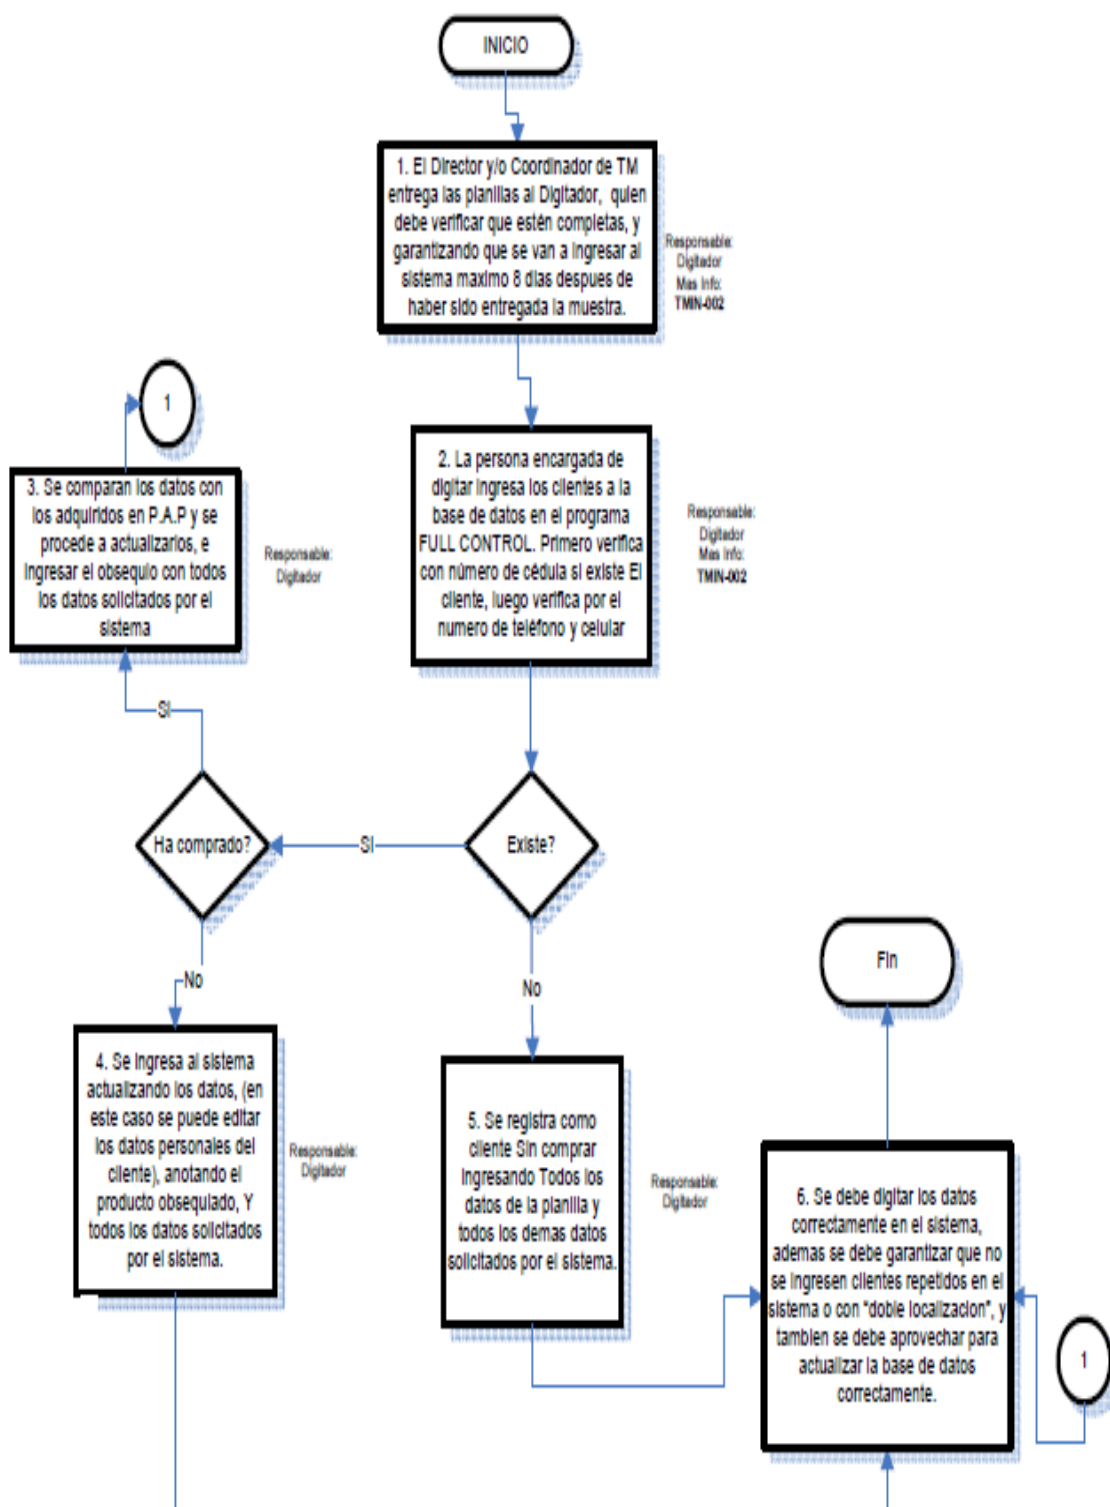 INICIO
1. El Director y/o Coordinador de TM
entrega las planillas al Digitador, quien
debe verificar que estén completas, y
garantizando que se van a ingresar al
sistema maximo 8 dias despues de
haber sido entregada la muestra.
Responsable:
Digitador
Mas Info:
TMIN-002
1
2. La persona encargada de
digitar ingresa los clientes a la
base de datos en el programa
FULL CONTROL. Primero verifica
con número de cédula si existe El
cliente, luego verifica por el
numero de teléfono y celular
Responsable:
Digitador
Mas Info:
TMIN-002
3. Se comparan los datos con
los adquiridos en P.A.P y se
procede a actualizarlos, e
ingresar el obsequio con todos
los datos solicitados por el
sistema
Responsable:
Digitador
SI
Ha comprado?
SI
Existe?
No
No
Fin
4. Se ingresa al sistema
actualizando los datos, (en
este caso se puede editar
los datos personales del
cliente), anotando el
producto obsequiado, Y
todos los datos solicitados
por el sistema.
Responsable:
Digitador
5. Se registra como
cliente Sin comprar
ingresando Todos los
datos de la planilla y
todos los demas datos
solicitados por el sistema.
Responsable:
Digitador
6. Se debe digitar los datos
correctamente en el sistema,
ademas se debe garantizar que no
se ingresen clientes repetidos en el
sistema o con "doble localizacion", y
tambien se debe aprovechar para
actualizar la base de datos
correctamente.
1